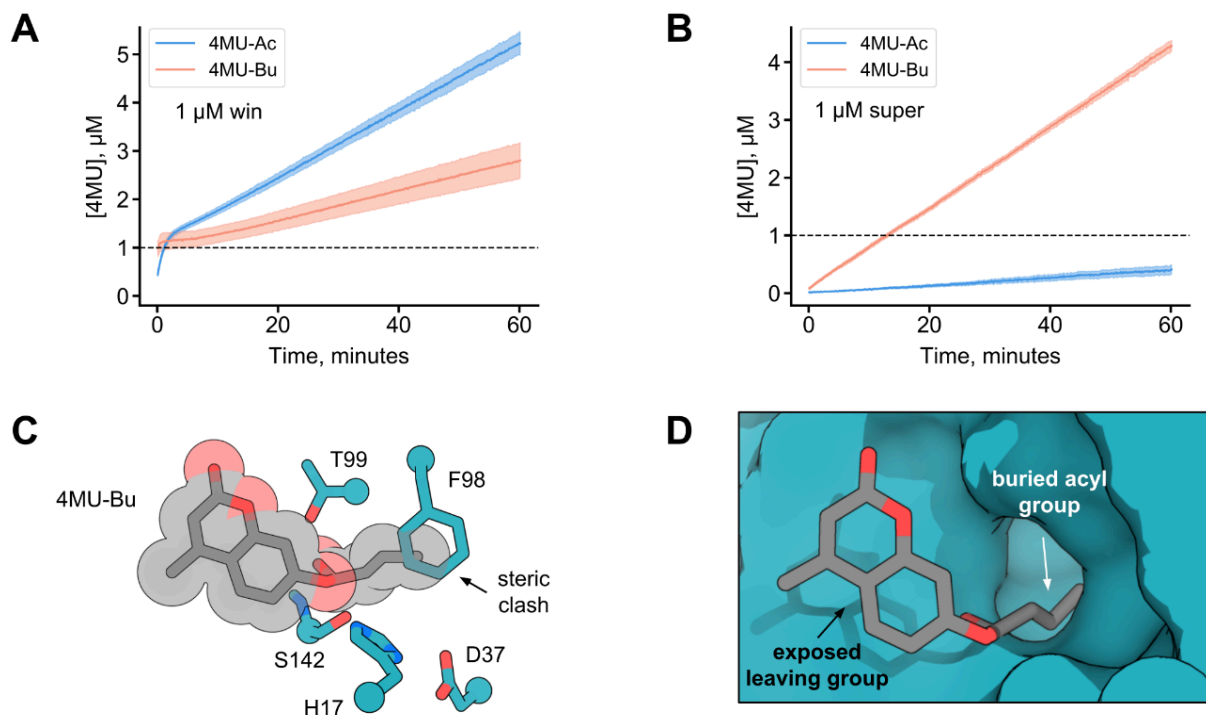 A
4MU-Ac
4MU-Bu
1 µM win
[4MU], µM
5
4
3
2
1
0
0
20
40
60
Time, minutes
B
4MU-Ac
4MU-Bu
1 µM super
[4MU], µM
4
3
2
1
0
0
20
40
60
Time, minutes
C
4MU-Bu
T99
F98
steric
clash
S142
H17
D37
D
buried acyl
group
exposed
leaving group